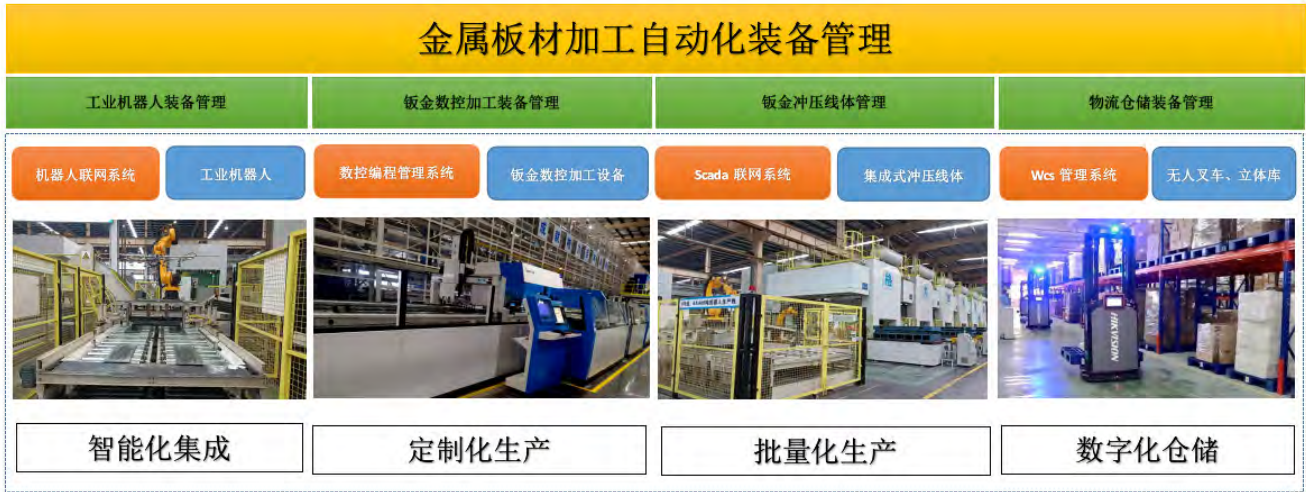 金属板材加工自动化装备管理
工业机器人装备管理
钣金数控加工装备管理
钣金冲压线体管理
物流仓储装备管理
机器人联网系统
工业机器人
数控编程管理系统
钣金数控加工设备
Scada 联网系统
集成式冲压线体
Wcs 管理系统
无人叉车、立体库
HIKVISION
智能化集成
定制化生产
批量化生产
数字化仓储